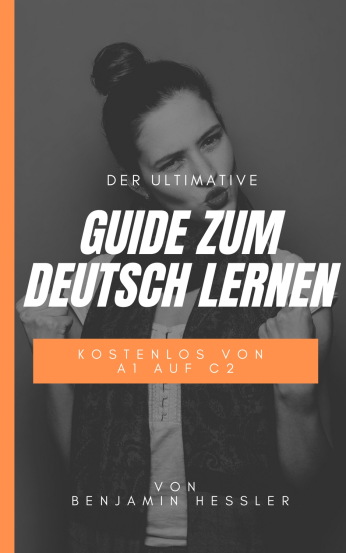 DER ULTIMATIVE
GUIDE ZUM
DEUTSCH LERNEN
KOSTENLOS VON
A1 AUF C2
VON
BENJAMIN HESSLER